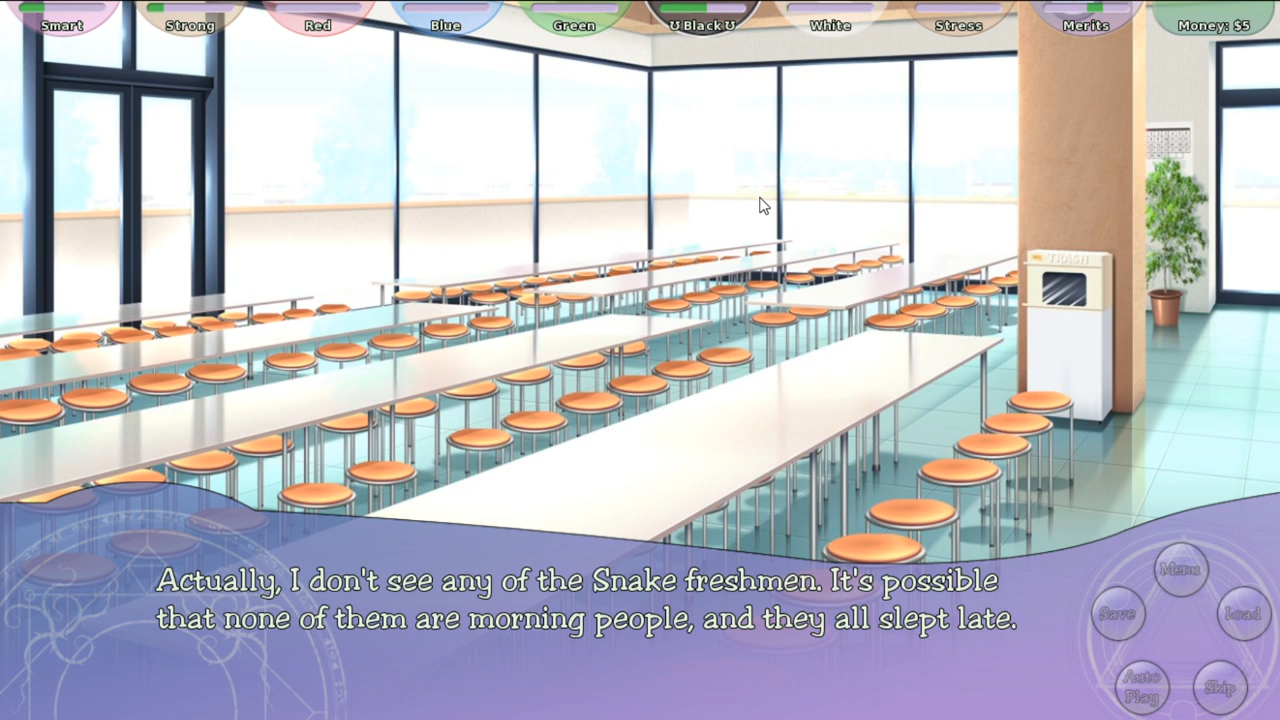 Smart
Strong
Red
Blue
Green
Black
White
Stress
Merits
Money: $5
TRASH
Actually, I don't see any of the Snake freshmen. It's possible
that none of them are morning people, and they all slept late.
Menu
Save
Load
Auto
Play
Skip